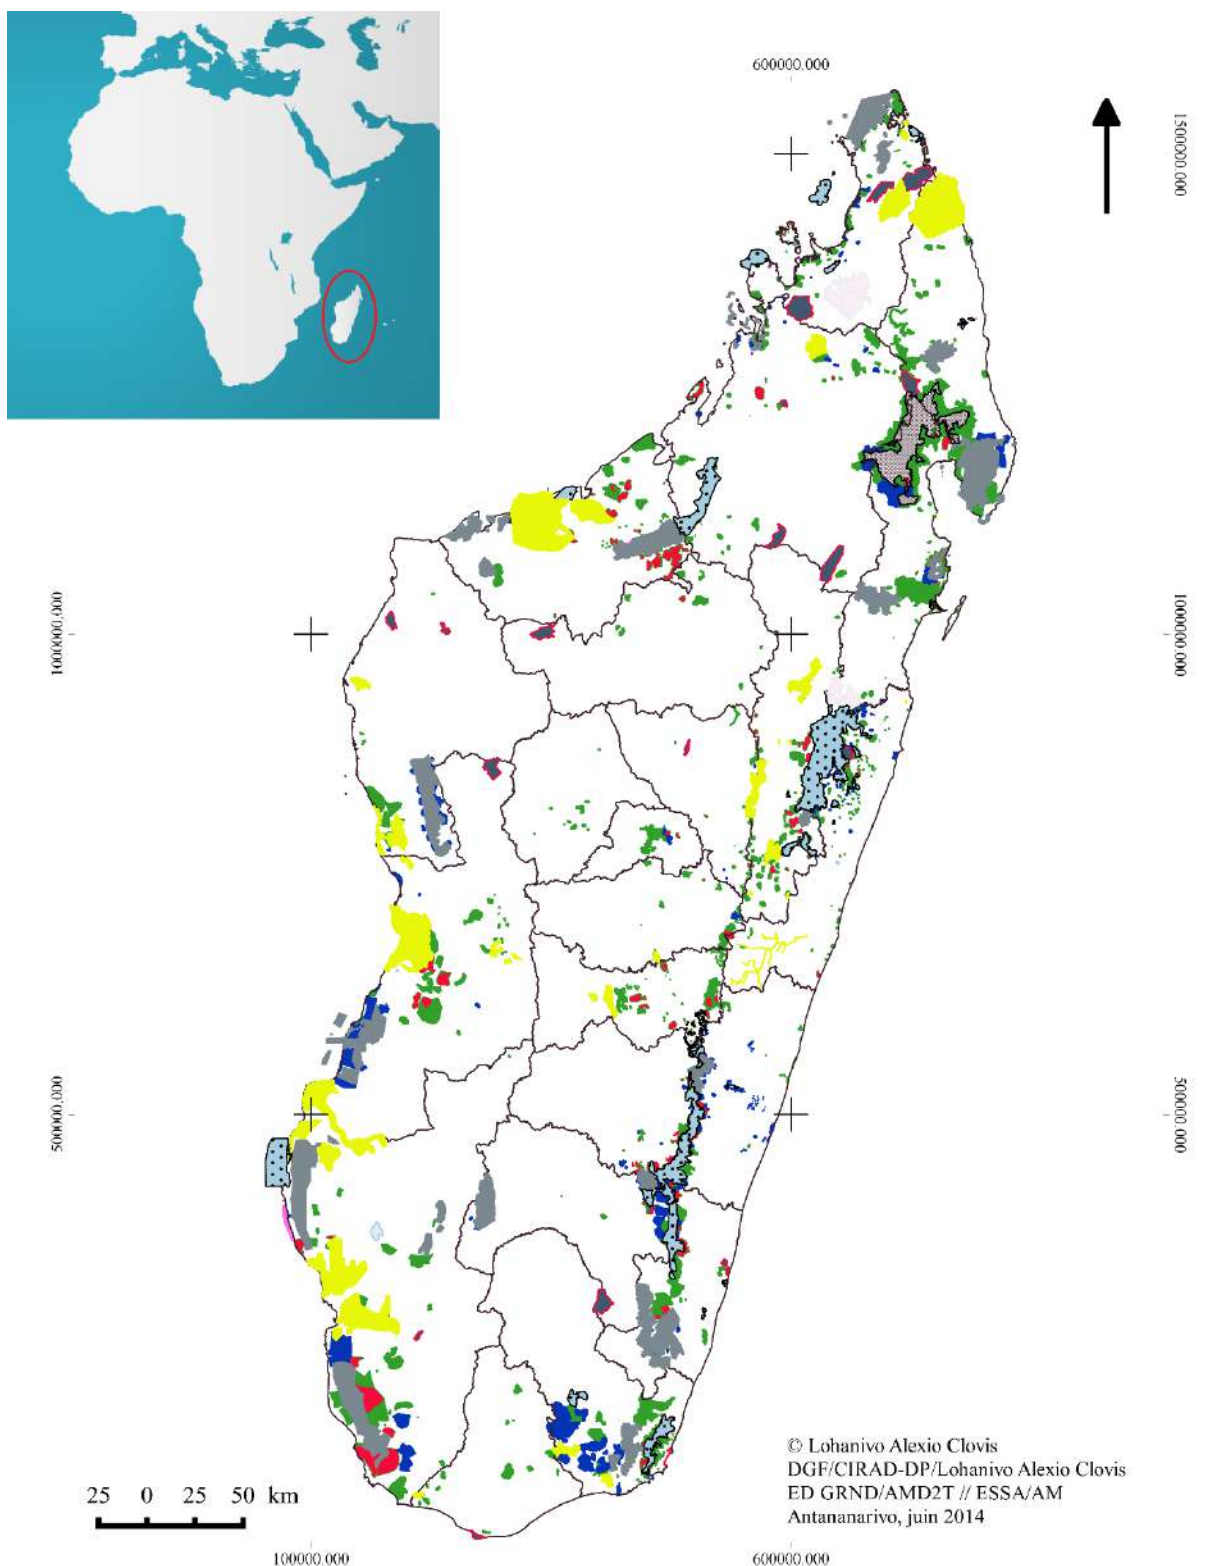 600000.000
1500000.000
1000000.000
1000000.000
500000.000
500000.000
25 0 25 50 km
© Lohanivo Alexio Clovis
DGF/CIRAD-DP/Lohanivo Alexio Clovis
ED GRND/AMD2T // ESSA/AM
Antananarivo, juin 2014
100000.000
600000.000